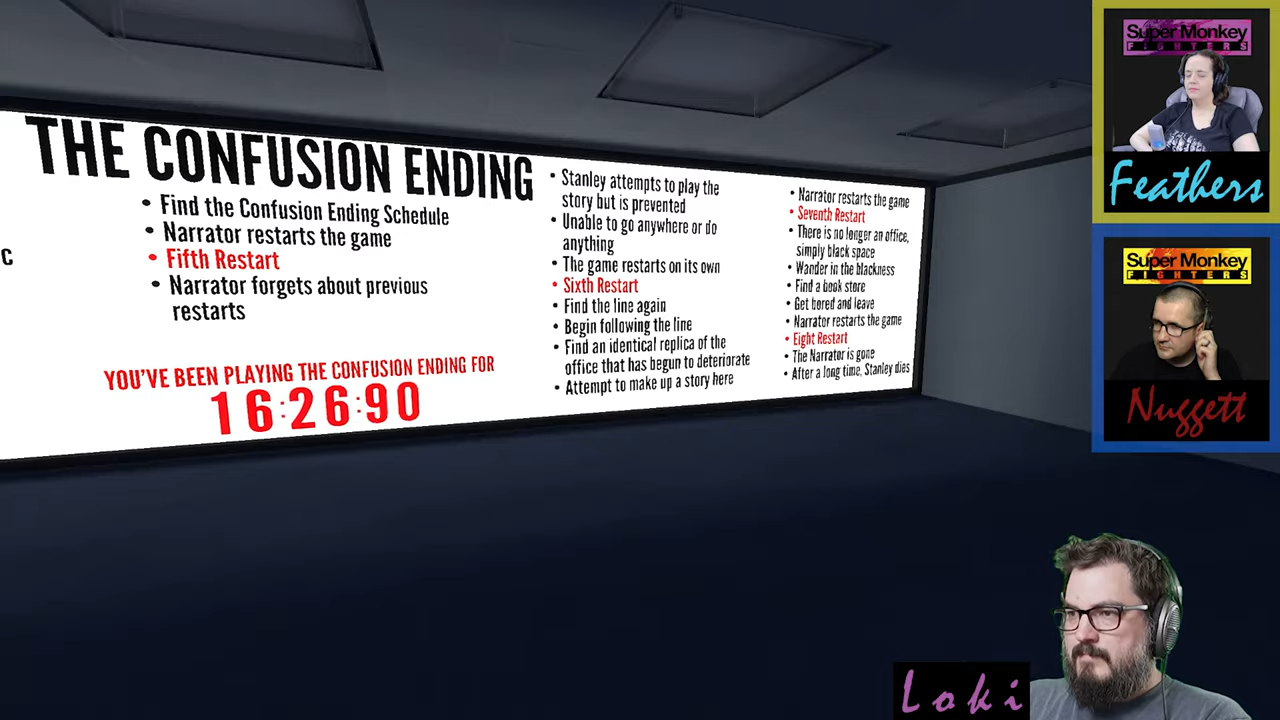 THE CONFUSION ENDING
• Find the Confusion Ending Schedule
• Narrator restarts the game
• Fifth Restart
• Narrator forgets about previous
restarts
YOU'VE BEEN PLAYING THE CONFUSION ENDING FOR
16:26:90
C
• Stanley attempts to play the
story but is prevented
• Unable to go anywhere or do
anything
• The game restarts on its own
• Sixth Restart
• Find the line again
• Begin following the line
• Find an identical replica of the
office that has begun to deteriorate
• Attempt to make up a story here
• Narrator restarts the game
• Seventh Restart
• There is no longer an office,
simply black space
• Wander in the blackness
• Find a book store
• Get bored and leave
• Narrator restarts the game
• Eight Restart
• The Narrator is gone
• After a long time, Stanley dies
Super Monkey
FIGHTERS
Feathers
Super Monkey
FIGHTERS
Nuggett
Loki